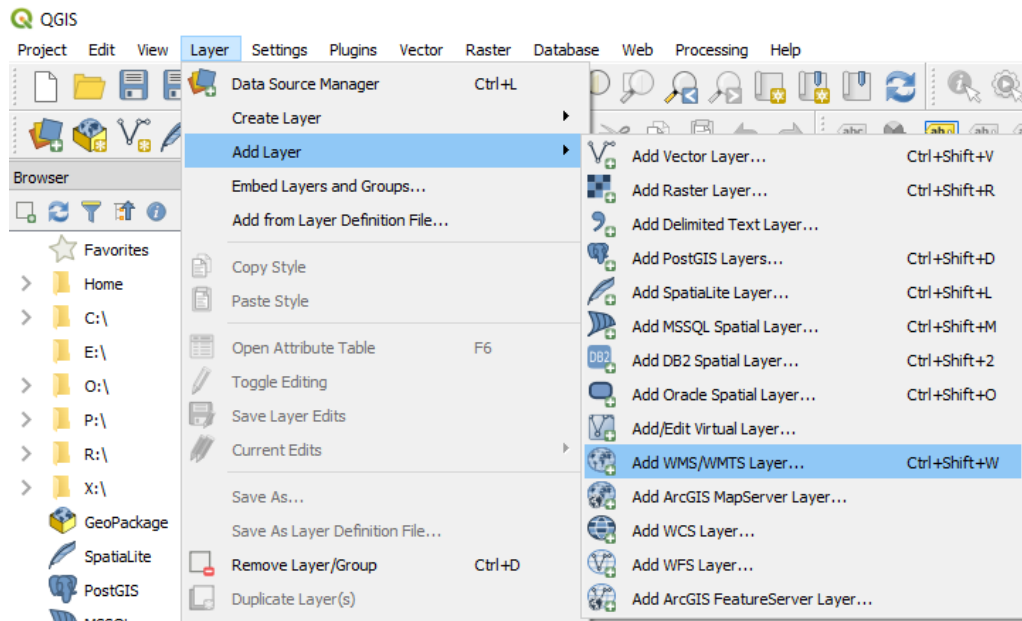 QGIS
Project Edit View Layer Settings Plugins Vector Raster Database Web Processing Help
Data Source Manager Ctrl+L
Create Layer
Add Layer
Embed Layers and Groups...
Add from Layer Definition File...
Copy Style
Paste Style
Open Attribute Table F6
Toggle Editing
Save Layer Edits
Current Edits
Save As...
Save As Layer Definition File...
Remove Layer/Group Ctrl+D
Duplicate Layer(s)
abc
Add Vector Layer... Ctrl+Shift+V
Add Raster Layer... Ctrl+Shift+R
Add Delimited Text Layer...
Add PostGIS Layers... Ctrl+Shift+D
Add SpatiaLite Layer... Ctrl+Shift+L
Add MSSQL Spatial Layer... Ctrl+Shift+M
DB2 Add DB2 Spatial Layer... Ctrl+Shift+2
Add Oracle Spatial Layer... Ctrl+Shift+O
Add/Edit Virtual Layer...
Add WMS/WMTS Layer... Ctrl+Shift+W
Add ArcGIS MapServer Layer...
Add WCS Layer...
Add WFS Layer...
Add ArcGIS FeatureServer Layer...
Browser
Favorites
Home
C:\
E:\
O:\
P:\
R:\
X:\
GeoPackage
SpatiaLite
PostGIS
MSSQL